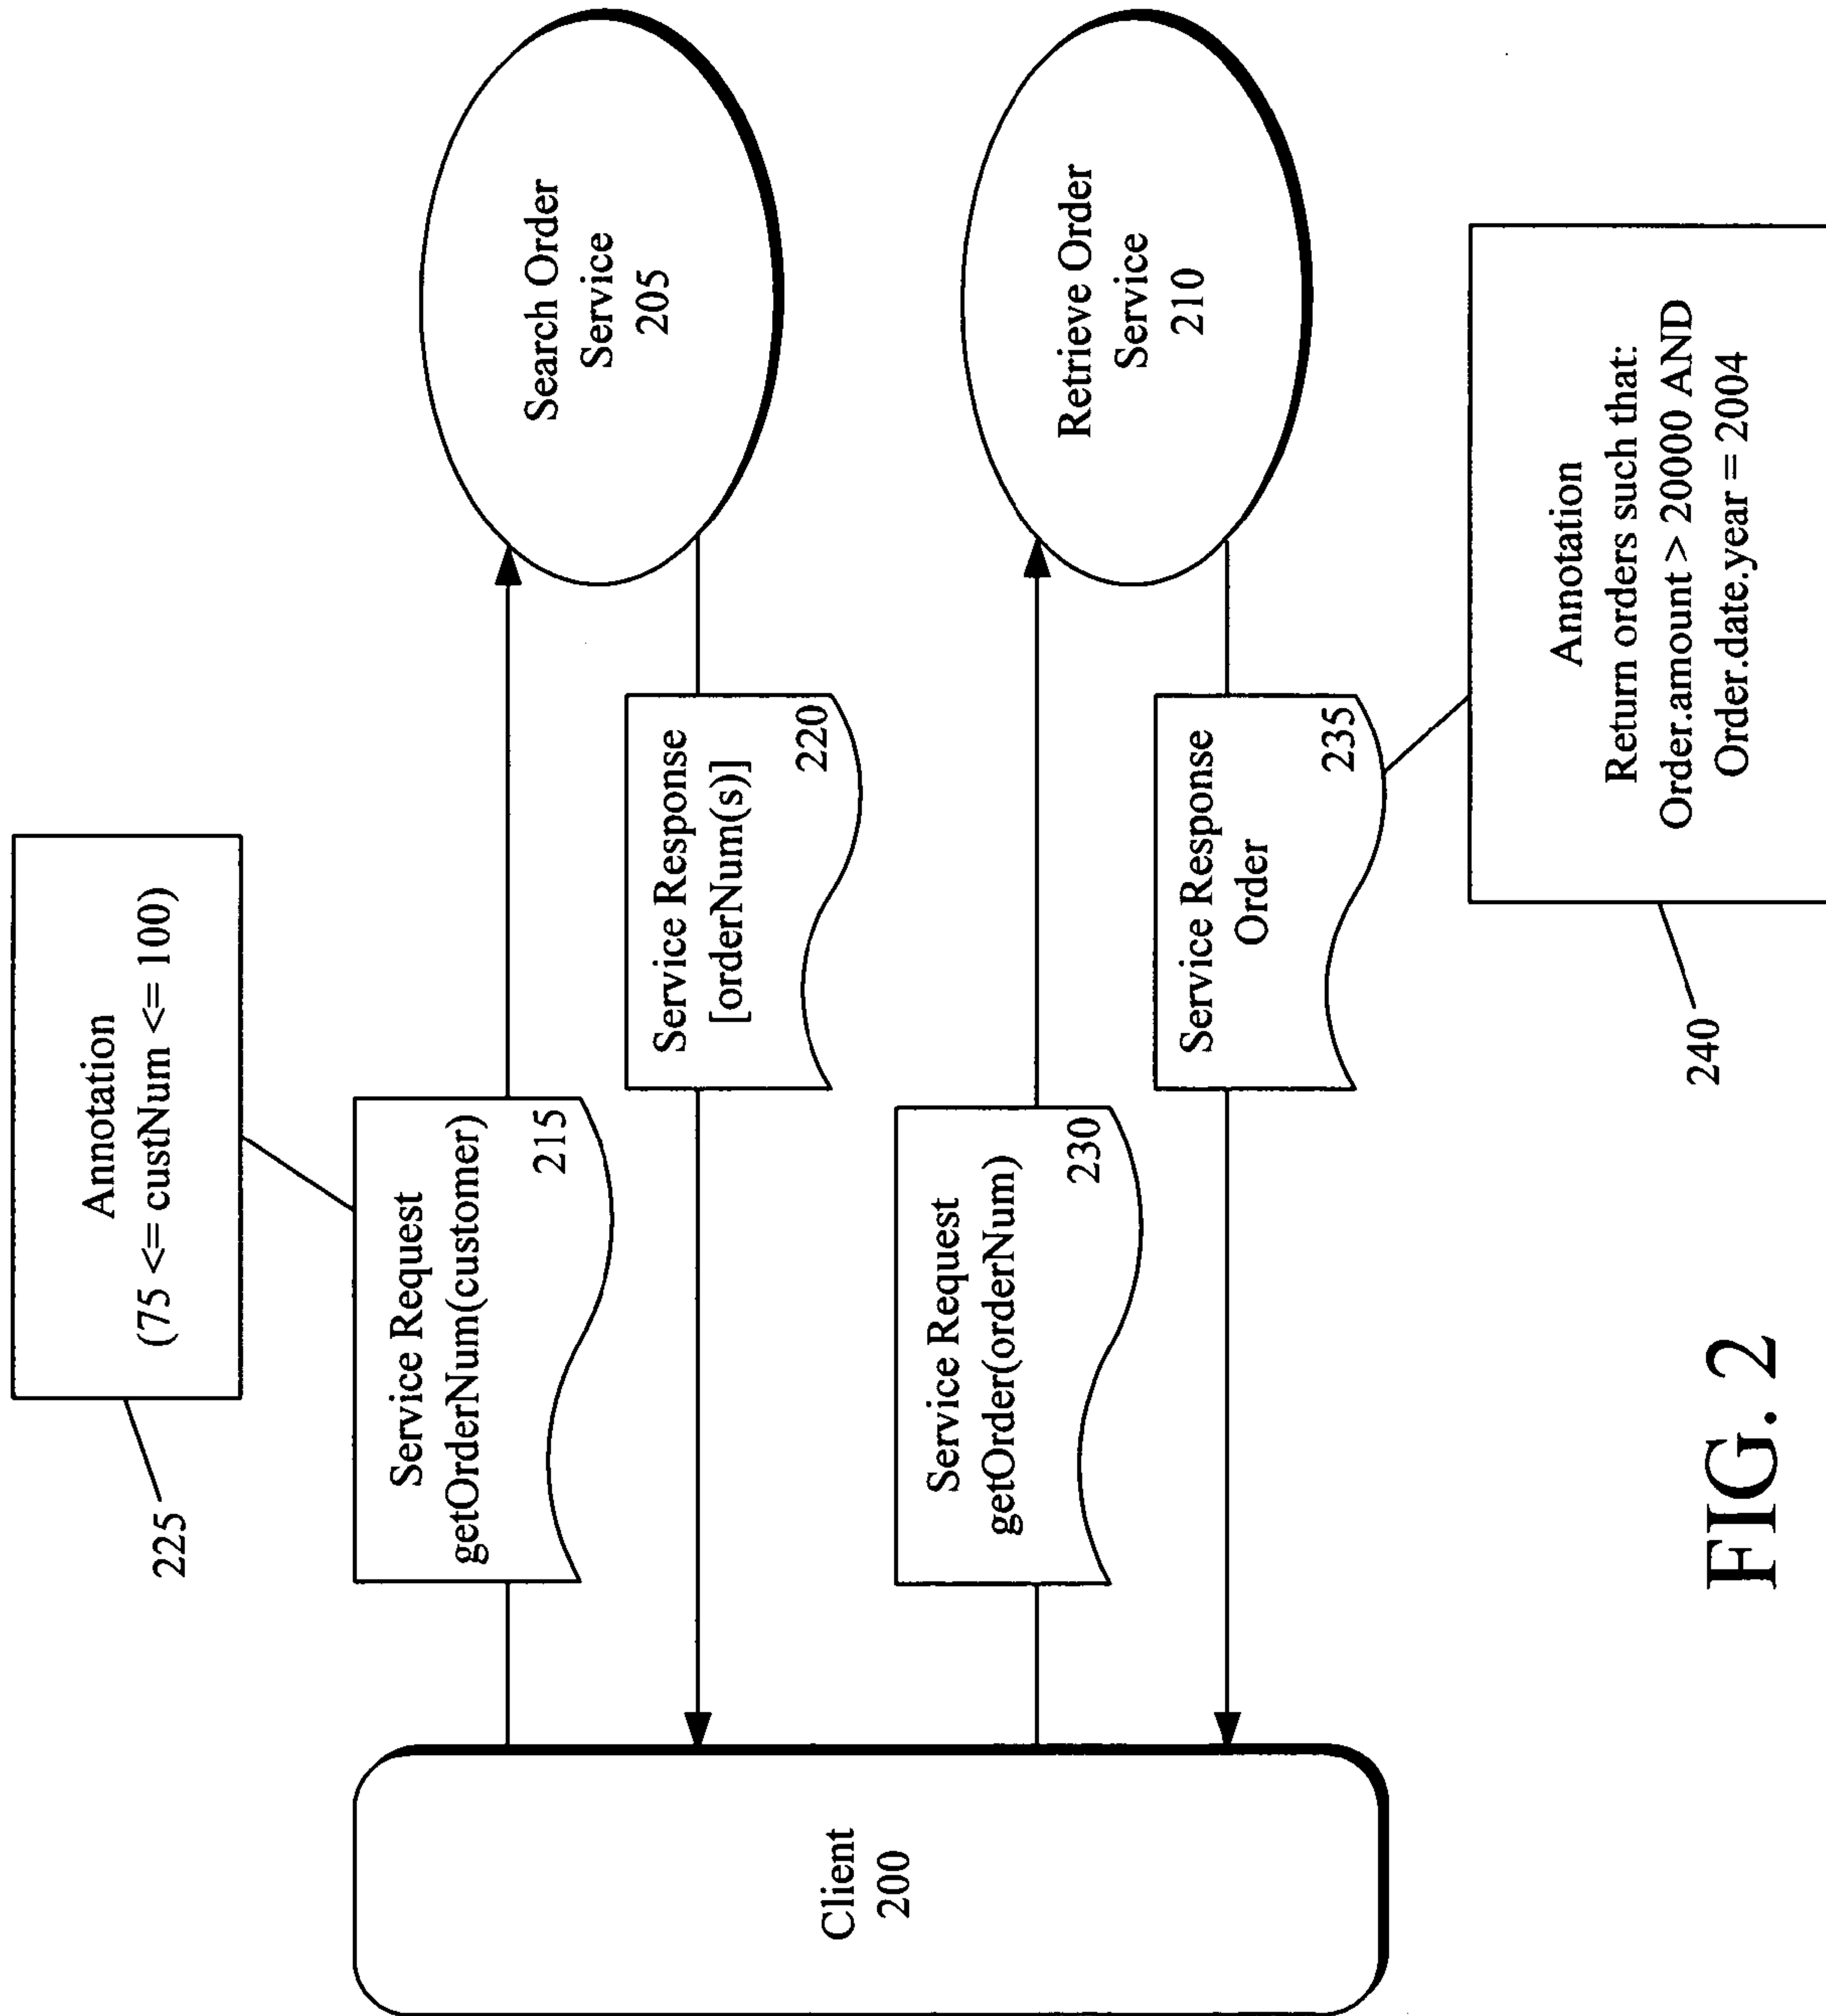 Annotation
(75 <= custNum <= 100)
225
Service Request
getOrderNum(customer)
215
Search Order
Service
205
Service Response
[orderNum(s)]
220
Client
200
Service Request
getOrder(orderNum)
230
Retrieve Order
Service
210
Service Response
Order
235
Annotation
Return orders such that:
Order.amount > 20000 AND
Order.date.year = 2004
240
FIG. 2